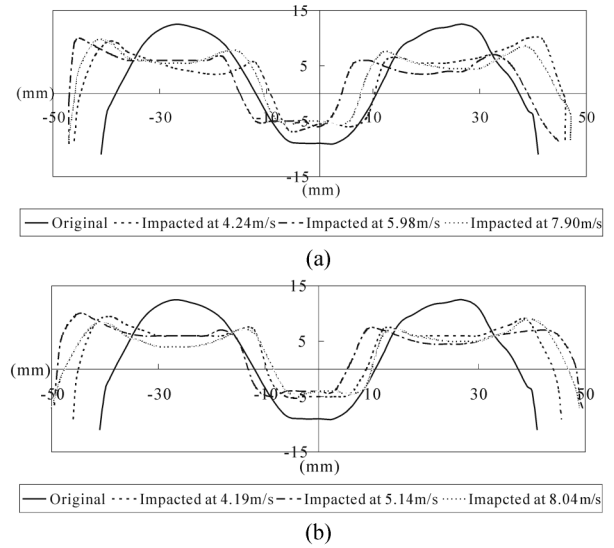 15
5
(mm)
-50 -30 -10 10 30 50
-5
-15
(mm)
Original Impacted at 4.24m/s Impacted at 5.98m/s Impacted at 7.90m/s
(a)
15
5
(mm)
-50 -30 -10 10 30 50
-5
-15
(mm)
Original Impacted at 4.19m/s Impacted at 5.14m/s Imapcted at 8.04m/s
(b)